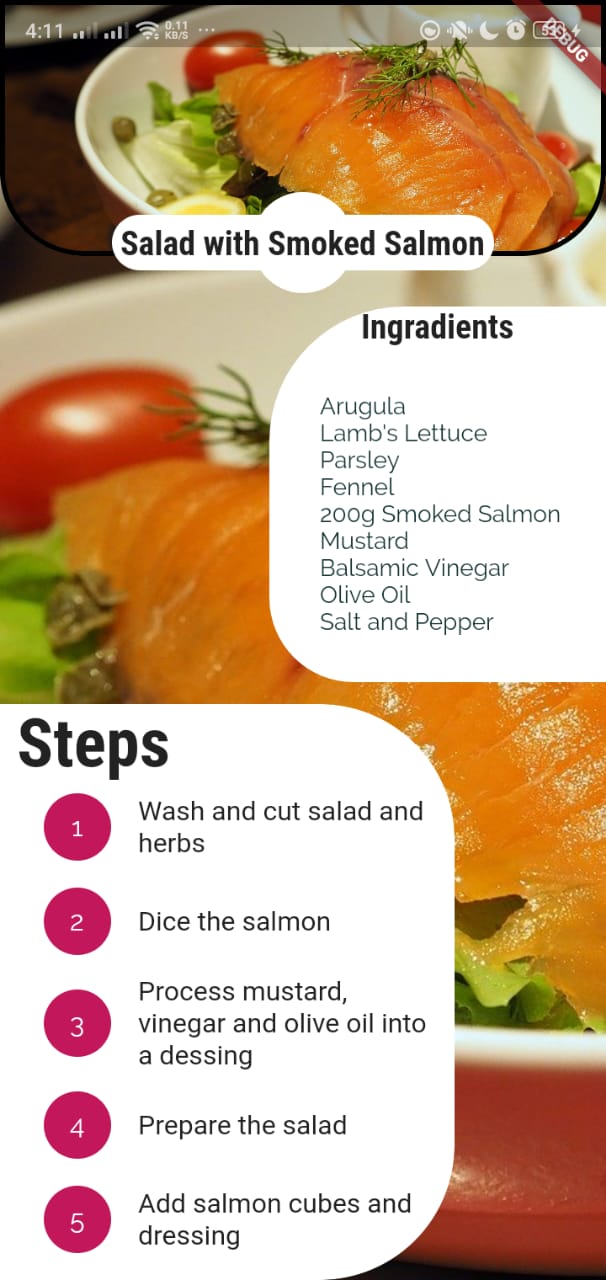 4:11 0.11 KB/S ... 53
DEBUG
Salad with Smoked Salmon
Ingradients
Arugula
Lamb's Lettuce
Parsley
Fennel
200g Smoked Salmon
Mustard
Balsamic Vinegar
Olive Oil
Salt and Pepper
Steps
1 Wash and cut salad and
herbs
2 Dice the salmon
Process mustard,
3 vinegar and olive oil into
a dessing
4 Prepare the salad
5 Add salmon cubes and
dressing